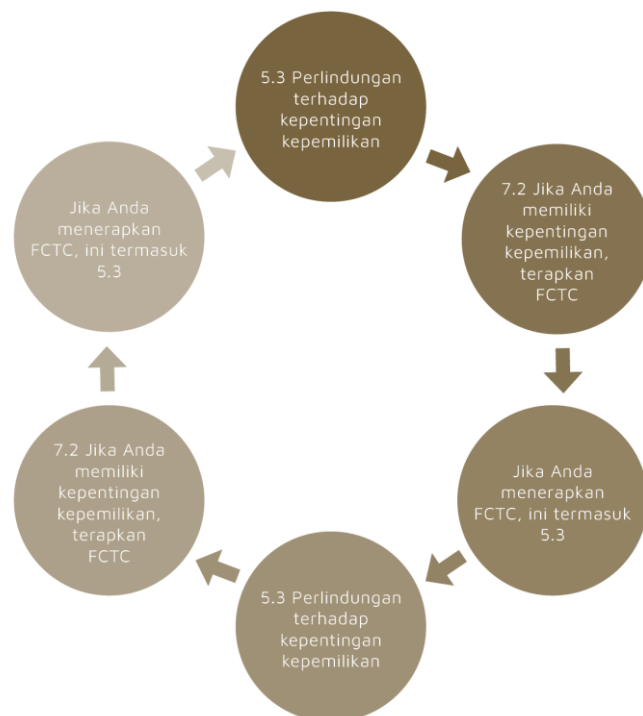 5.3 Perlindungan
terhadap
kepentingan
kepemilikan
7.2 Jika Anda
memiliki
kepentingan
kepemilikan,
terapkan
FCTC
Jika Anda
menerapkan
FCTC, ini termasuk
5.3
5.3 Perlindungan
terhadap
kepentingan
kepemilikan
7.2 Jika Anda
memiliki
kepentingan
kepemilikan,
terapkan
FCTC
Jika Anda
menerapkan
FCTC, ini termasuk
5.3